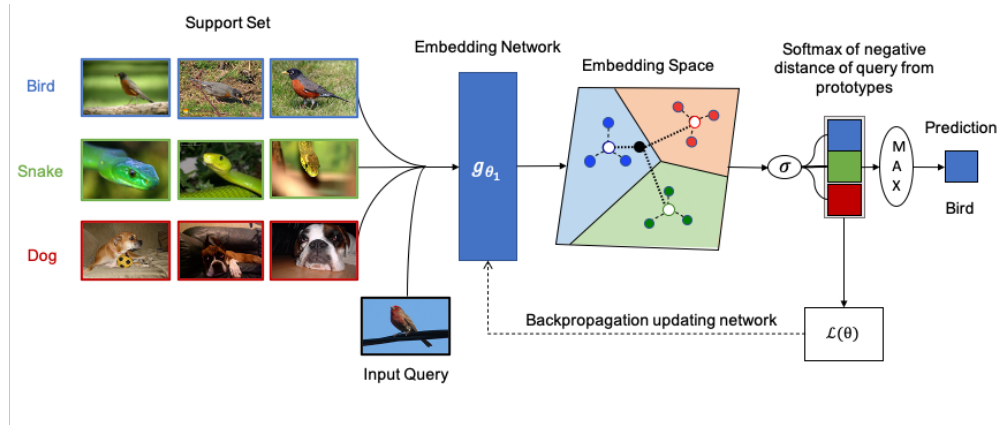 Support Set
Bird
Snake
Dog
Input Query
Embedding Network
g_θ₁
Embedding Space
Softmax of negative
distance of query from
prototypes
σ
M
A
X
Prediction
Bird
Backpropagation updating network
ℒ(θ)